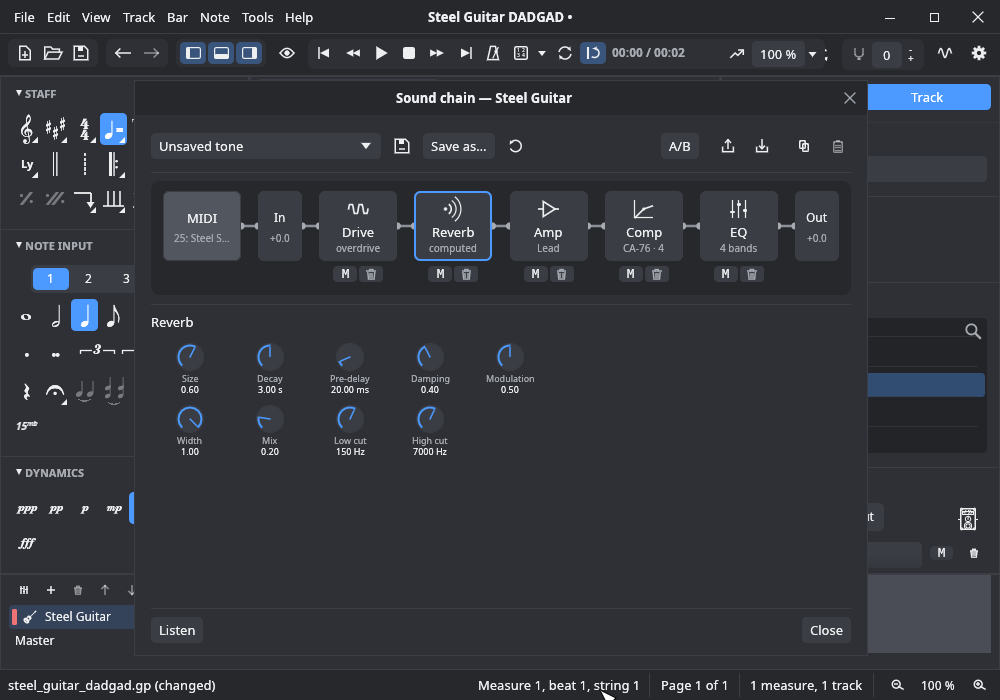 File Edit View Track Bar Note Tools Help
Steel Guitar DADGAD •
00:00 / 00:02
100 %
0
STAFF
Sound chain — Steel Guitar
Track
Unsaved tone
Save as...
A/B
Ly
MIDI
25: Steel S...
In
+0.0
Drive
overdrive
Reverb
computed
Amp
Lead
Comp
CA-76 · 4
EQ
4 bands
Out
+0.0
M
M
M
M
M
NOTE INPUT
1 2 3
Reverb
Size
0.60
Decay
3.00 s
Pre-delay
20.00 ms
Damping
0.40
Modulation
0.50
Width
1.00
Mix
0.20
Low cut
150 Hz
High cut
7000 Hz
3
15mb
DYNAMICS
ppp pp p mp
fff
M
Steel Guitar
Master
Listen
Close
steel_guitar_dadgad.gp (changed)
Measure 1, beat 1, string 1
Page 1 of 1
1 measure, 1 track
100 %